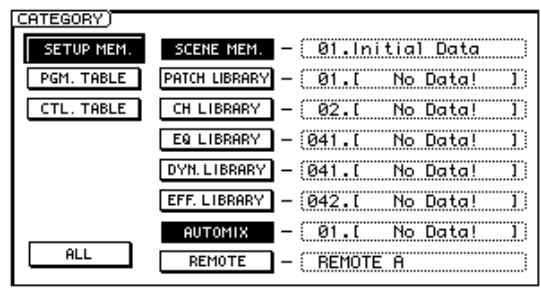 CATEGORY
SETUP MEM. SCENE MEM. – 01.Initial Data
PGM. TABLE PATCH LIBRARY – 01.[ No Data! ]
CTL. TABLE CH LIBRARY – 02.[ No Data! ]
EQ LIBRARY – 041.[ No Data! ]
DYN. LIBRARY – 041.[ No Data! ]
EFF. LIBRARY – 042.[ No Data! ]
AUTOMIX – 01.[ No Data! ]
ALL REMOTE – REMOTE A